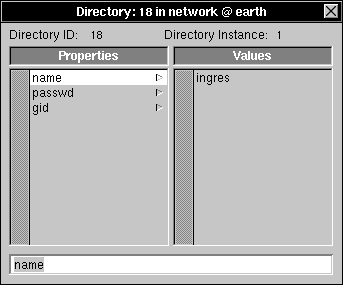 Directory: 18 in network @ earth
Directory ID: 18 Directory Instance: 1
Properties Values
name ingres
passwd
gid
name